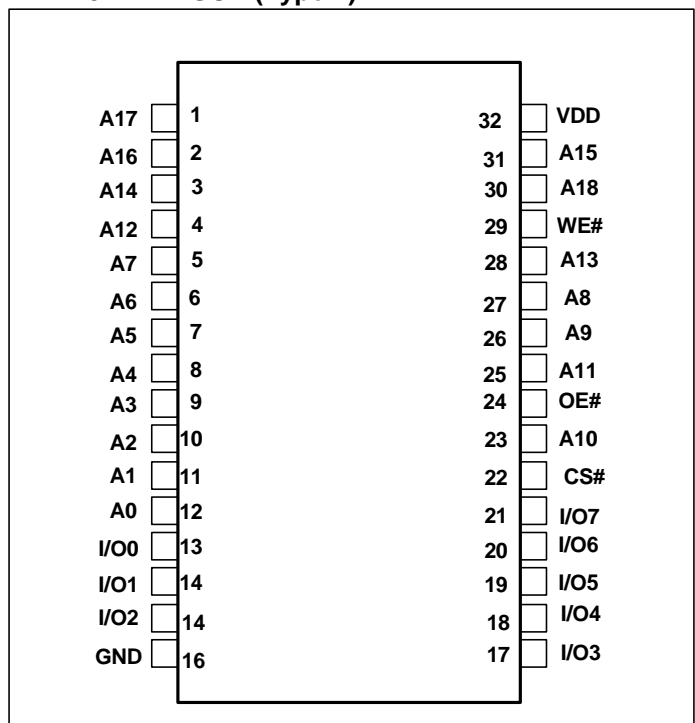 A17 1 32 VDD
A16 2 31 A15
A14 3 30 A18
A12 4 29 WE#
A7 5 28 A13
A6 6 27 A8
A5 7 26 A9
A4 8 25 A11
A3 9 24 OE#
A2 10 23 A10
A1 11 22 CS#
A0 12 21 I/O7
I/O0 13 20 I/O6
I/O1 14 19 I/O5
I/O2 14 18 I/O4
GND 16 17 I/O3